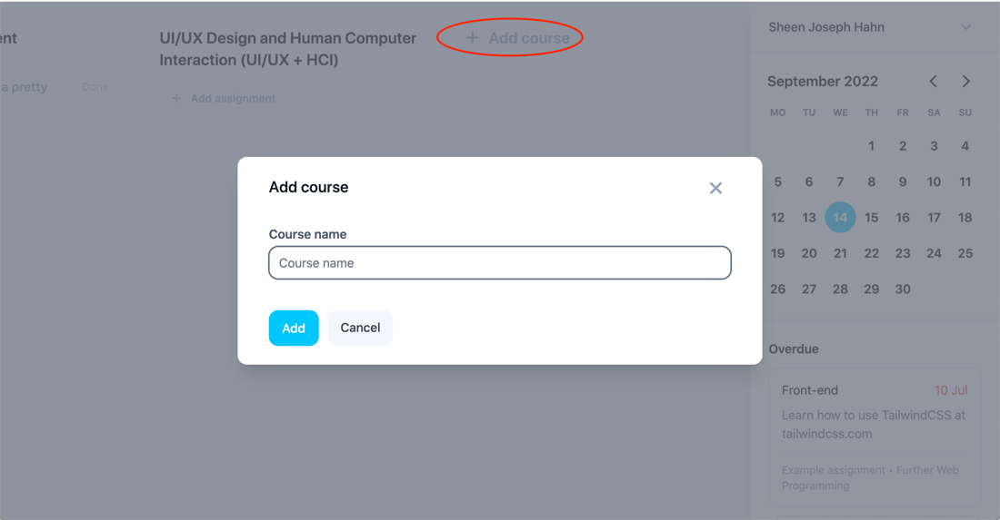 ent
a pretty
Done
UI/UX Design and Human Computer
Interaction (UI/UX + HCI)
+ Add assignment
+ Add course
Add course
Course name
Course name
Add
Cancel
Sheen Joseph Hahn
September 2022
MO TU WE TH FR SA SU
1 2 3 4
5 6 7 8 9 10 11
12 13 14 15 16 17 18
19 20 21 22 23 24 25
26 27 28 29 30
Overdue
Front-end 10 Jul
Learn how to use TailwindCSS at
tailwindcss.com
Example assignment • Further Web
Programming